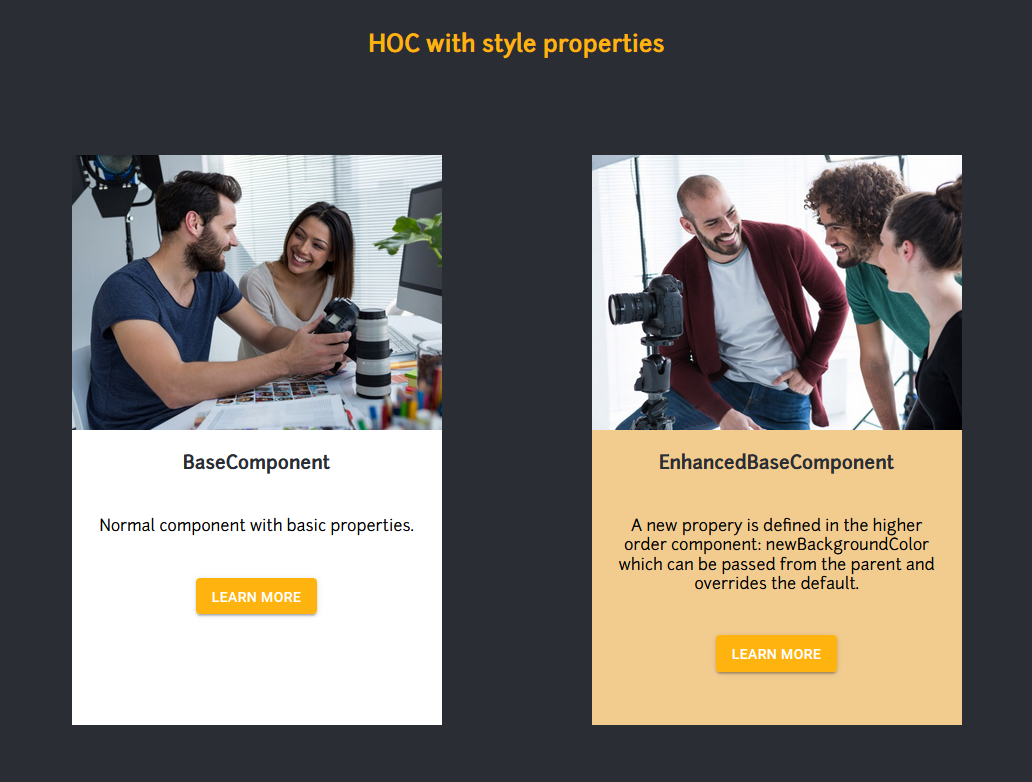 HOC with style properties
BaseComponent
Normal component with basic properties.
LEARN MORE
EnhancedBaseComponent
A new propery is defined in the higher
order component: newBackgroundColor
which can be passed from the parent and
overrides the default.
LEARN MORE